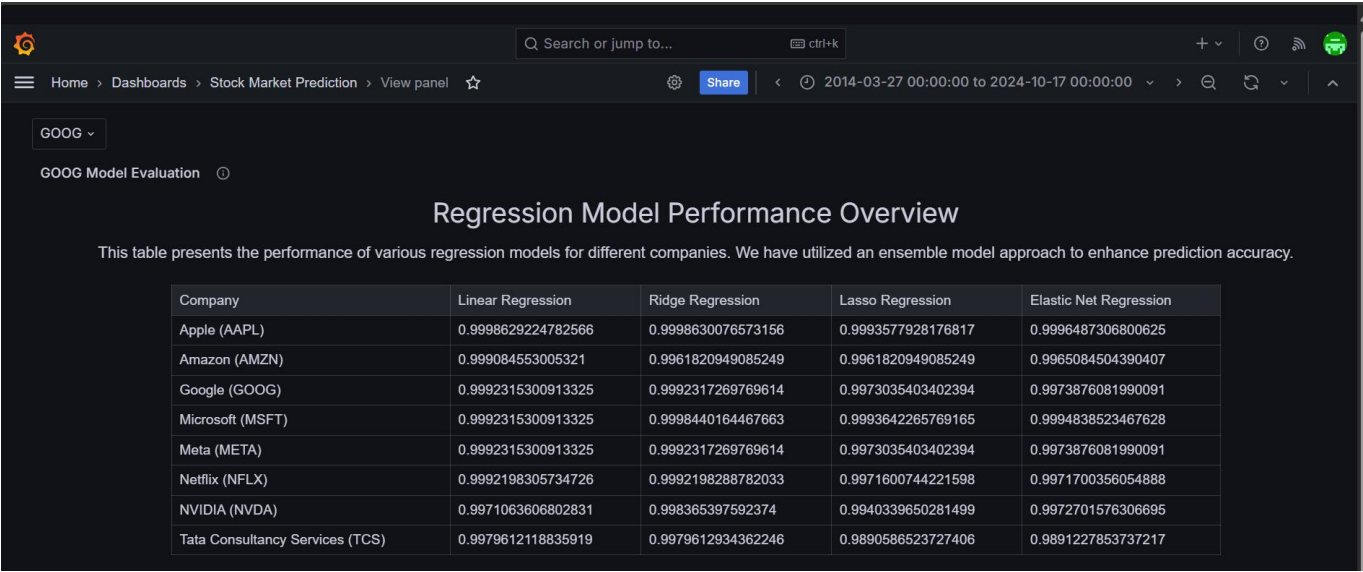 Search or jump to... ctrl+k
Home > Dashboards > Stock Market Prediction > View panel Share 2014-03-27 00:00:00 to 2024-10-17 00:00:00
GOOG
GOOG Model Evaluation
Regression Model Performance Overview
This table presents the performance of various regression models for different companies. We have utilized an ensemble model approach to enhance prediction accuracy.
Company Linear Regression Ridge Regression Lasso Regression Elastic Net Regression
Apple (AAPL) 0.9998629224782566 0.9998630076573156 0.9993577928176817 0.9996487306800625
Amazon (AMZN) 0.999084553005321 0.9961820949085249 0.9961820949085249 0.9965084504390407
Google (GOOG) 0.9992315300913325 0.9992317269769614 0.9973035403402394 0.9973876081990091
Microsoft (MSFT) 0.9992315300913325 0.9998440164467663 0.9993642265769165 0.9994838523467628
Meta (META) 0.9992315300913325 0.9992317269769614 0.9973035403402394 0.9973876081990091
Netflix (NFLX) 0.9992198305734726 0.9992198288782033 0.9971600744221598 0.9971700356054888
NVIDIA (NVDA) 0.9971063606802831 0.998365397592374 0.9940339650281499 0.9972701576306695
Tata Consultancy Services (TCS) 0.9979612118835919 0.9979612934362246 0.9890586523727406 0.9891227853737217